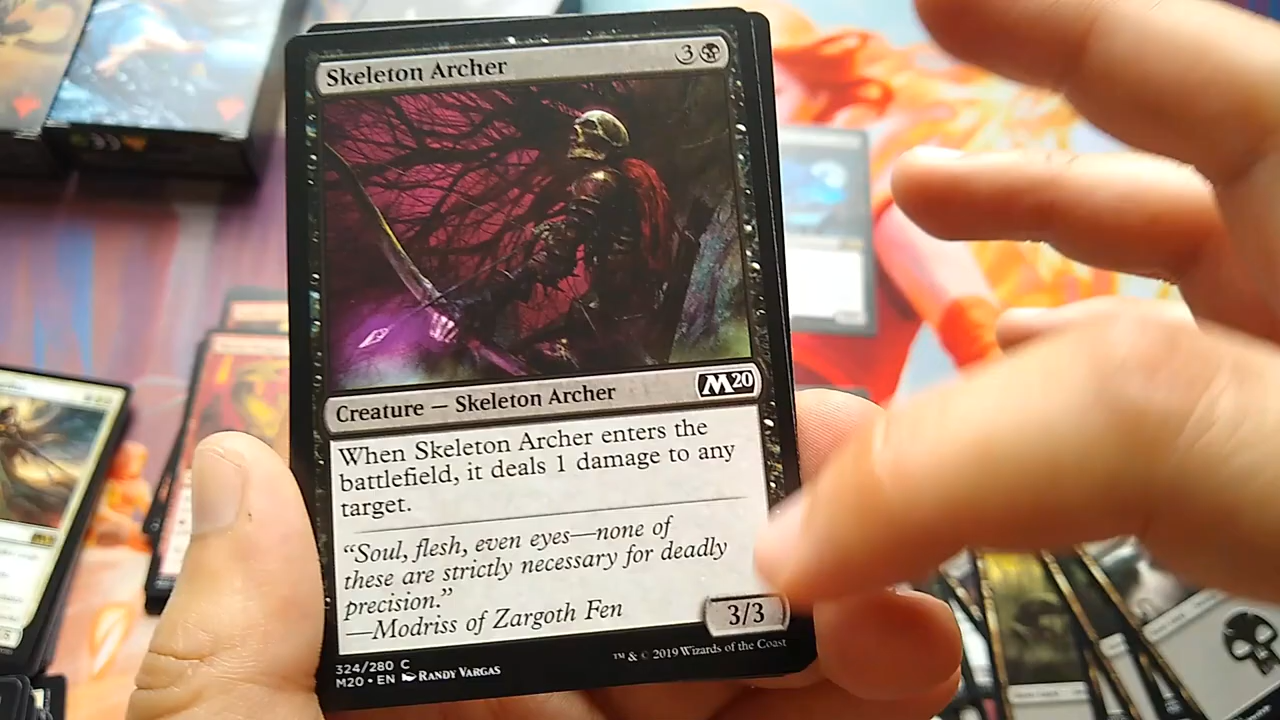 Skeleton Archer 3
Creature — Skeleton Archer M20
When Skeleton Archer enters the
battlefield, it deals 1 damage to any
target.
“Soul, flesh, even eyes—none of
these are strictly necessary for deadly
precision.”
—Modriss of Zargoth Fen
3/3
324/280 C
M20 • EN Randy Vargas
™ & © 2019 Wizards of the Coast